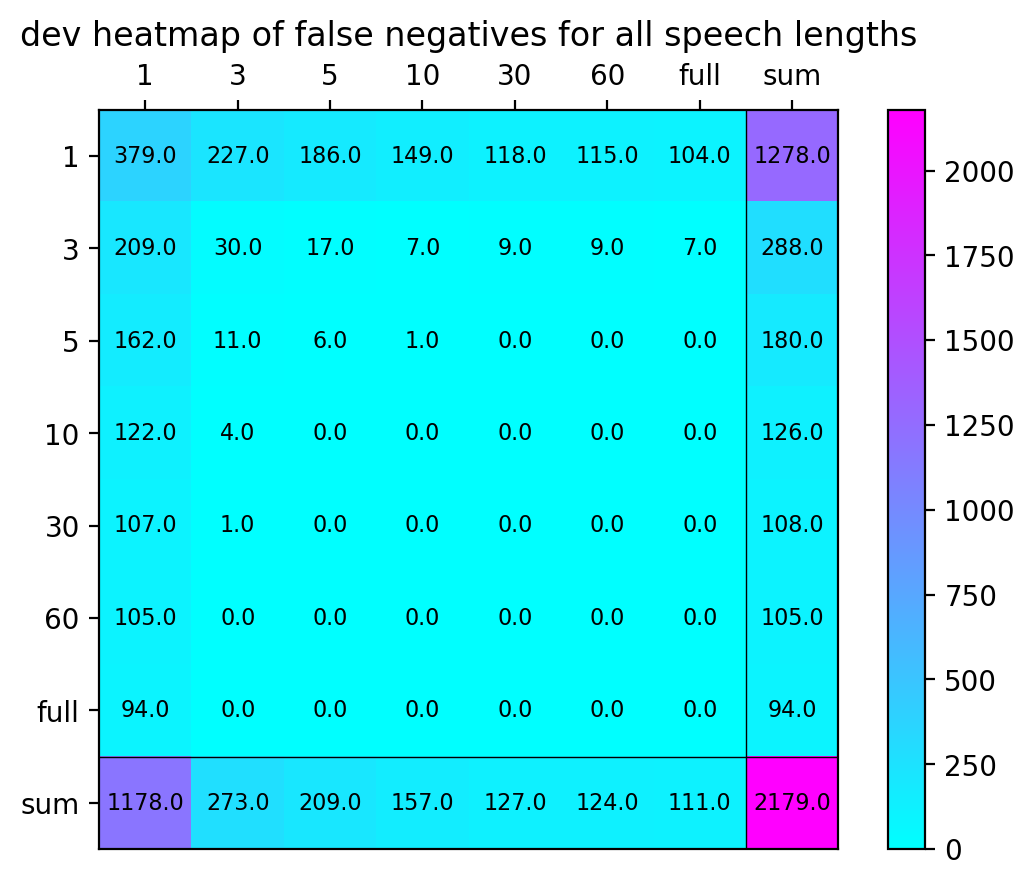 dev heatmap of false negatives for all speech lengths
1 3 5 10 30 60 full sum
1 379.0 227.0 186.0 149.0 118.0 115.0 104.0 1278.0
3 209.0 30.0 17.0 7.0 9.0 9.0 7.0 288.0
5 162.0 11.0 6.0 1.0 0.0 0.0 0.0 180.0
10 122.0 4.0 0.0 0.0 0.0 0.0 0.0 126.0
30 107.0 1.0 0.0 0.0 0.0 0.0 0.0 108.0
60 105.0 0.0 0.0 0.0 0.0 0.0 0.0 105.0
full 94.0 0.0 0.0 0.0 0.0 0.0 0.0 94.0
sum 1178.0 273.0 209.0 157.0 127.0 124.0 111.0 2179.0
2000
1750
1500
1250
1000
750
500
250
0